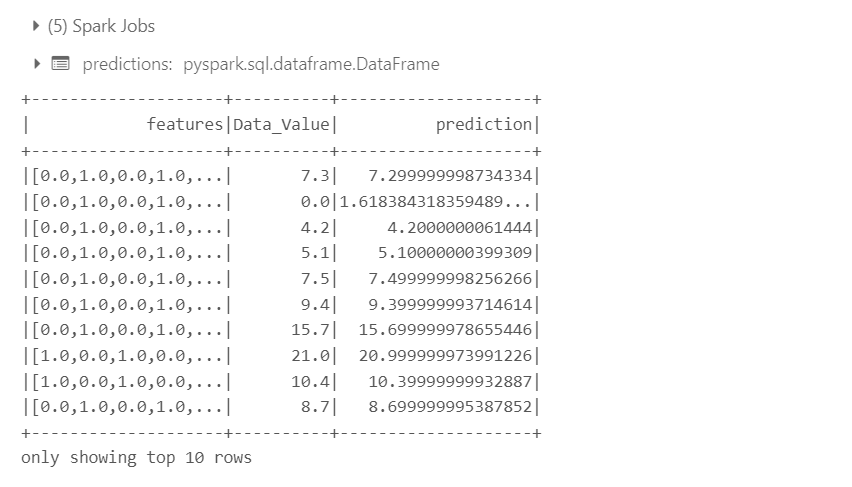 (5) Spark Jobs
predictions: pyspark.sql.dataframe.DataFrame
+--------------------+----------+--------------------+
|            features|Data_Value|          prediction|
+--------------------+----------+--------------------+
|[0.0,1.0,0.0,1.0,...|       7.3|   7.299999998734334|
|[0.0,1.0,0.0,1.0,...|       0.0|1.618384318359489...|
|[0.0,1.0,0.0,1.0,...|       4.2|     4.2000000061444|
|[0.0,1.0,0.0,1.0,...|       5.1|    5.10000000399309|
|[0.0,1.0,0.0,1.0,...|       7.5|   7.499999998256266|
|[0.0,1.0,0.0,1.0,...|       9.4|   9.399999993714614|
|[0.0,1.0,0.0,1.0,...|      15.7|  15.699999978655446|
|[1.0,0.0,1.0,0.0,...|      21.0|  20.999999973991226|
|[1.0,0.0,1.0,0.0,...|      10.4|   10.39999999932887|
|[0.0,1.0,0.0,1.0,...|       8.7|   8.699999995387852|
+--------------------+----------+--------------------+
only showing top 10 rows